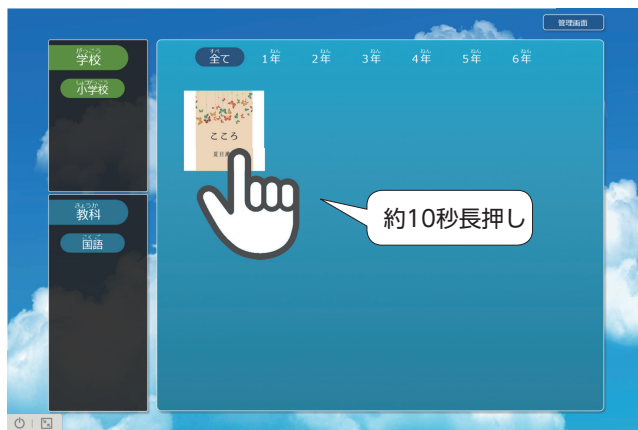 管理画面
がっこう
学校
しょうがっこう
小学校
すべ
全て
ねん
1年
ねん
2年
ねん
3年
ねん
4年
ねん
5年
ねん
6年
こころ
夏目漱
約10秒長押し
きょうか
教科
こくご
国語